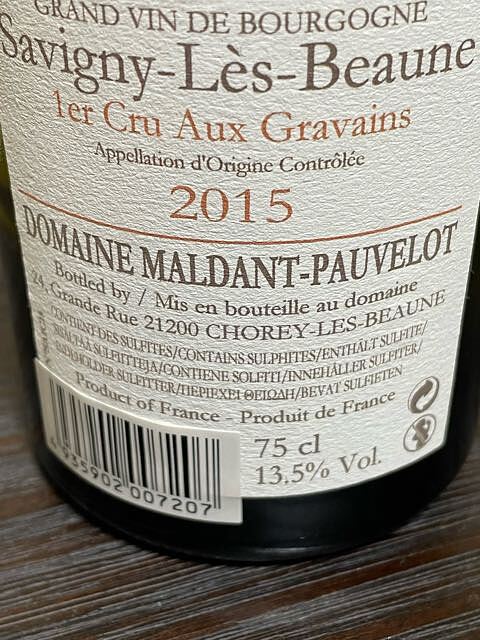 GRAND VIN DE BOURGOGNE
Savigny-Lès-Beaune
1er Cru Aux Gravains
Appellation d'Origine Contrôlée
2015
DOMAINE MALDANT-PAUVELOT
Bottled by / Mis en bouteille au domaine
24, Grande Rue 21200 CHOREY-LES-BEAUNE
CONTIENT DES SULFITES/CONTAINS SULPHITES/ENTHÄLT SULFITE/
SULFIITTEJA/CONTIENE SOLFITI/INNEHÅLLER SULFITER/
SULFITTER/ΠΕΡΙΕΧΕΙ ΘΕΙΩΔΗ/BEVAT SULFIETEN
Product of France - Produit de France
75 cl
13.5% Vol.
4 935902 007207